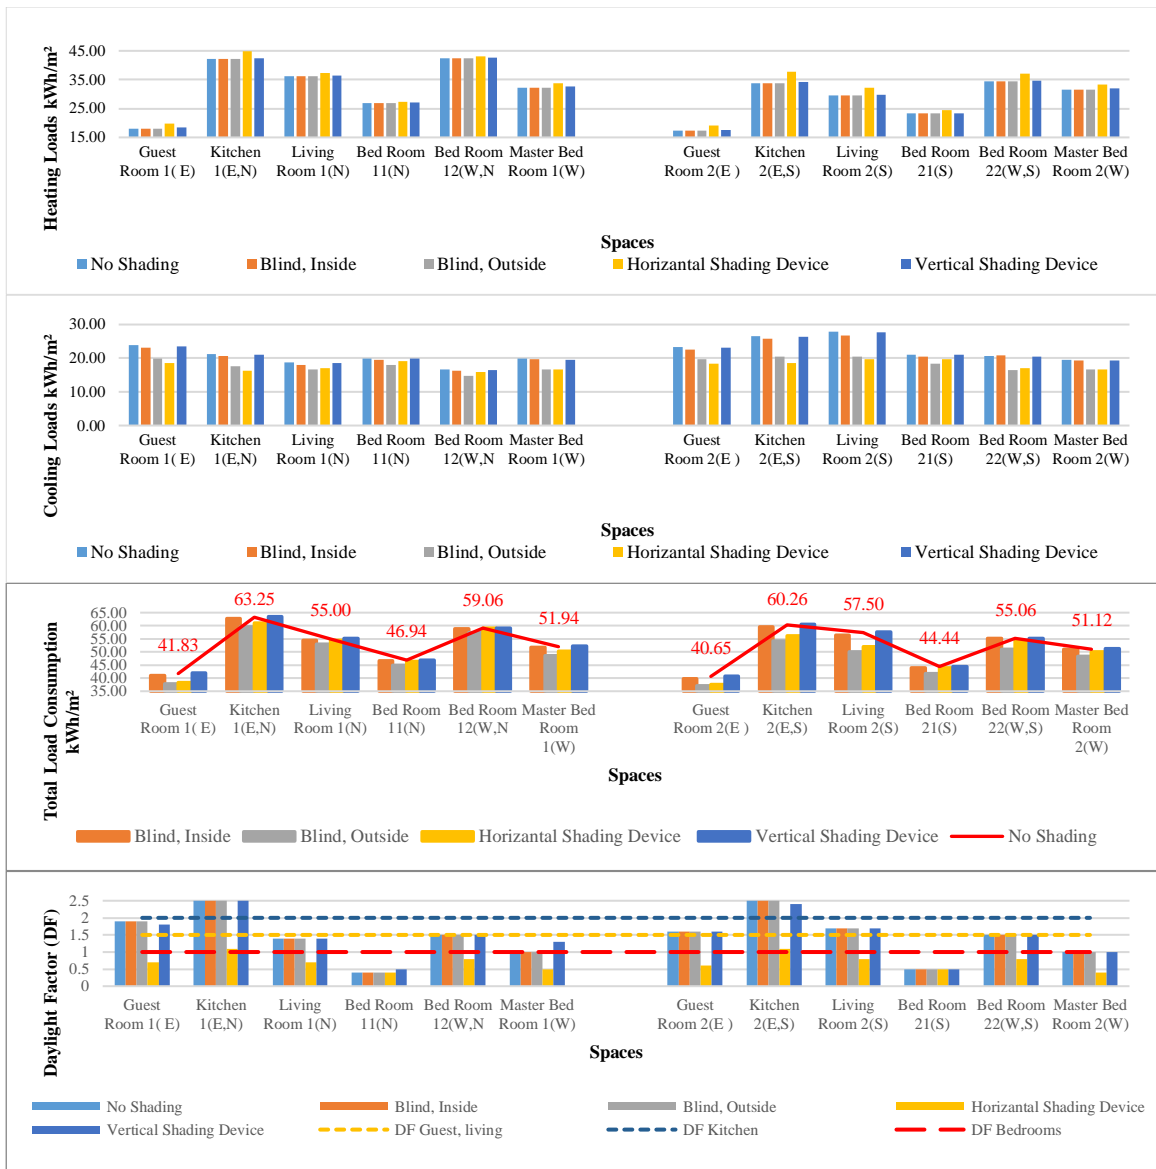 Heating Loads kWh/m²
45.00
35.00
25.00
15.00
Guest Room 1( E)
Kitchen 1(E,N)
Living Room 1(N)
Bed Room 11(N)
Bed Room 12(W,N
Master Bed Room 1(W)
Guest Room 2(E )
Kitchen 2(E,S)
Living Room 2(S)
Bed Room 21(S)
Bed Room 22(W,S)
Master Bed Room 2(W)
Spaces
No Shading Blind, Inside Blind, Outside Horizantal Shading Device Vertical Shading Device
Cooling Loads kWh/m²
30.00
20.00
10.00
0.00
Guest Room 1( E)
Kitchen 1(E,N)
Living Room 1(N)
Bed Room 11(N)
Bed Room 12(W,N
Master Bed Room 1(W)
Guest Room 2(E )
Kitchen 2(E,S)
Living Room 2(S)
Bed Room 21(S)
Bed Room 22(W,S)
Master Bed Room 2(W)
Spaces
No Shading Blind, Inside Blind, Outside Horizantal Shading Device Vertical Shading Device
Total Load Consumption kWh/m²
65.00
60.00
55.00
50.00
45.00
40.00
35.00
41.83
63.25
55.00
46.94
59.06
51.94
40.65
60.26
57.50
44.44
55.06
51.12
Guest Room 1( E)
Kitchen 1(E,N)
Living Room 1(N)
Bed Room 11(N)
Bed Room 12(W,N
Master Bed Room 1(W)
Guest Room 2(E )
Kitchen 2(E,S)
Living Room 2(S)
Bed Room 21(S)
Bed Room 22(W,S)
Master Bed Room 2(W)
Spaces
Blind, Inside Blind, Outside Horizantal Shading Device Vertical Shading Device No Shading
Daylight Factor (DF)
2.5
2
1.5
1
0.5
0
Guest Room 1( E)
Kitchen 1(E,N)
Living Room 1(N)
Bed Room 11(N)
Bed Room 12(W,N
Master Bed Room 1(W)
Guest Room 2(E )
Kitchen 2(E,S)
Living Room 2(S)
Bed Room 21(S)
Bed Room 22(W,S)
Master Bed Room 2(W)
Spaces
No Shading Blind, Inside Blind, Outside Horizantal Shading Device
Vertical Shading Device DF Guest, living DF Kitchen DF Bedrooms